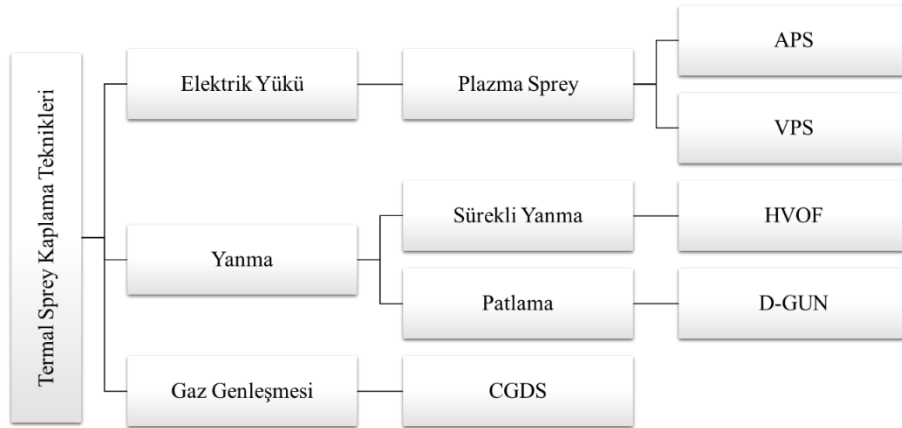 Termal Sprey Kaplama Teknikleri
Elektrik Yükü
Plazma Sprey
APS
VPS
Yanma
Sürekli Yanma
HVOF
Patlama
D-GUN
Gaz Genleşmesi
CGDS